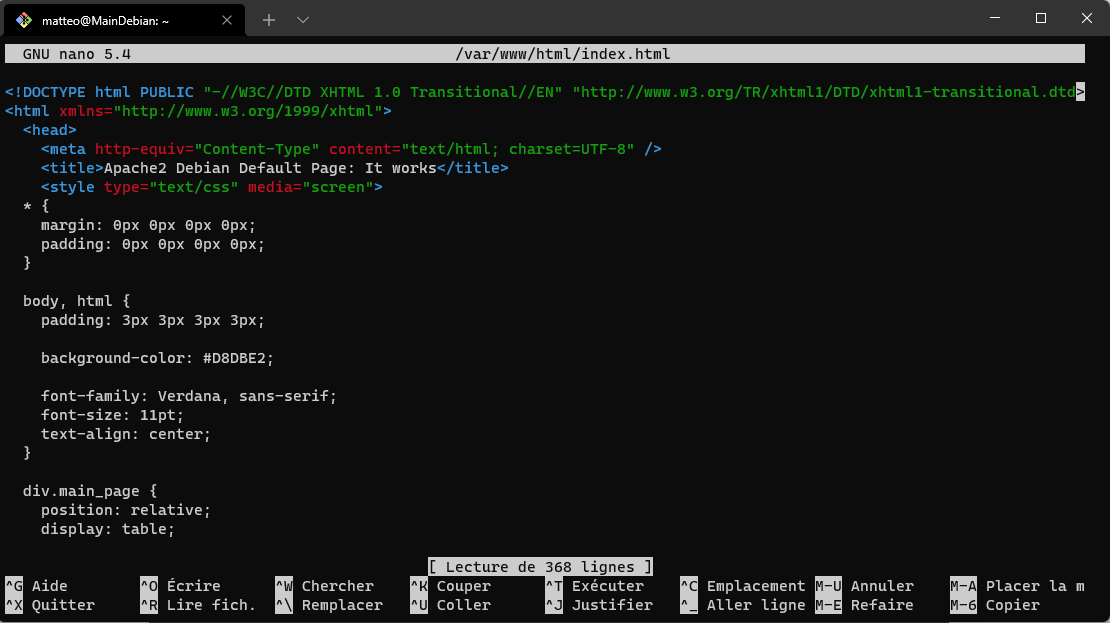 matteo@MainDebian: ~
GNU nano 5.4 /var/www/html/index.html
<!DOCTYPE html PUBLIC "-//W3C//DTD XHTML 1.0 Transitional//EN" "http://www.w3.org/TR/xhtml1/DTD/xhtml1-transitional.dtd>
<html xmlns="http://www.w3.org/1999/xhtml">
  <head>
    <meta http-equiv="Content-Type" content="text/html; charset=UTF-8" />
    <title>Apache2 Debian Default Page: It works</title>
    <style type="text/css" media="screen">
  * {
    margin: 0px 0px 0px 0px;
    padding: 0px 0px 0px 0px;
  }
  body, html {
    padding: 3px 3px 3px 3px;
    background-color: #D8DBE2;
    font-family: Verdana, sans-serif;
    font-size: 11pt;
    text-align: center;
  }
  div.main_page {
    position: relative;
    display: table;
[ Lecture de 368 lignes ]
^G Aide ^O Écrire ^W Chercher ^K Couper ^T Exécuter ^C Emplacement M-U Annuler M-A Placer la m
^X Quitter ^R Lire fich. ^\ Remplacer ^U Coller ^J Justifier ^_ Aller ligne M-E Refaire M-6 Copier